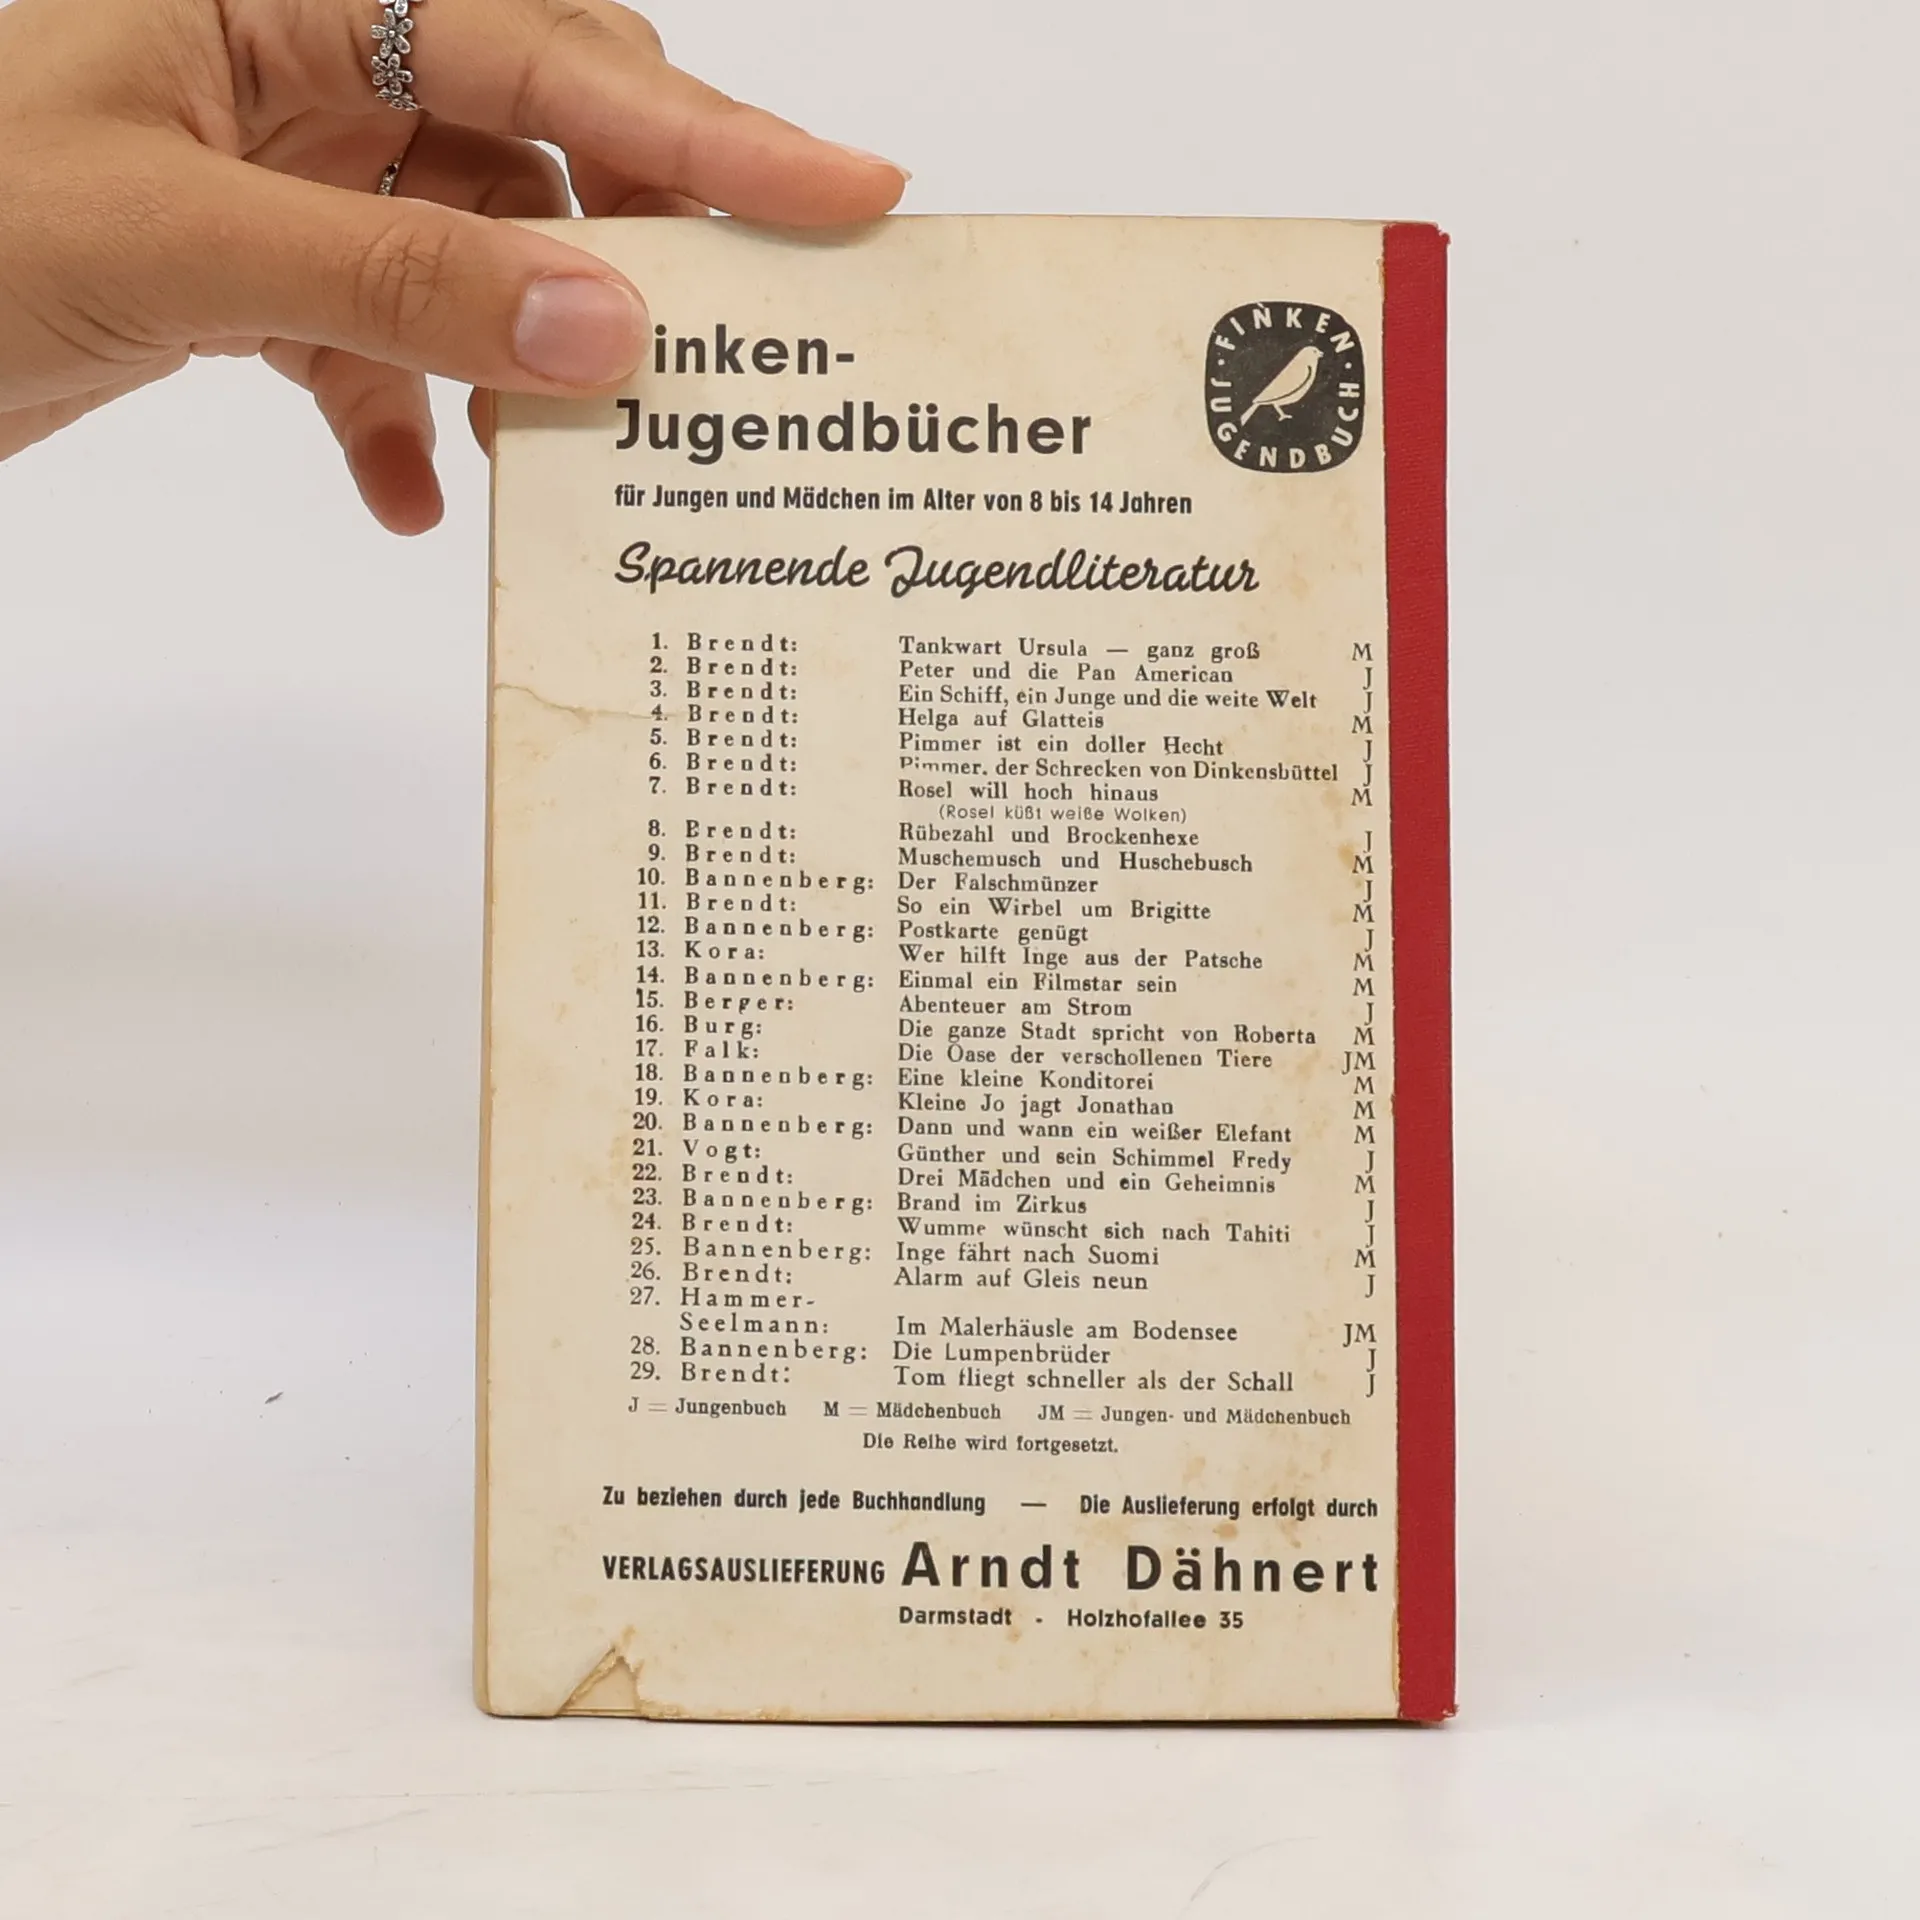 inken-
Jugendbücher
FINKEN · JUGENDBUCH ·
für Jungen und Mädchen im Alter von 8 bis 14 Jahren
Spannende Jugendliteratur
1. Brendt: Tankwart Ursula — ganz groß M
2. Brendt: Peter und die Pan American J
3. Brendt: Ein Schiff, ein Junge und die weite Welt J
4. Brendt: Helga auf Glatteis M
5. Brendt: Pimmer ist ein doller Hecht J
6. Brendt: Pimmer, der Schrecken von Dinkensbüttel J
7. Brendt: Rosel will hoch hinaus M
(Rosel küßt weiße Wolken)
8. Brendt: Rübezahl und Brockenhexe J
9. Brendt: Muschemusch und Huschebusch M
10. Bannenberg: Der Falschmünzer J
11. Brendt: So ein Wirbel um Brigitte M
12. Bannenberg: Postkarte genügt J
13. Kora: Wer hilft Inge aus der Patsche M
14. Bannenberg: Einmal ein Filmstar sein M
15. Berger: Abenteuer am Strom J
16. Burg: Die ganze Stadt spricht von Roberta M
17. Falk: Die Oase der verschollenen Tiere JM
18. Bannenberg: Eine kleine Konditorei M
19. Kora: Kleine Jo jagt Jonathan M
20. Bannenberg: Dann und wann ein weißer Elefant M
21. Vogt: Günther und sein Schimmel Fredy J
22. Brendt: Drei Mädchen und ein Geheimnis M
23. Bannenberg: Brand im Zirkus J
24. Brendt: Wumme wünscht sich nach Tahiti J
25. Bannenberg: Inge fährt nach Suomi M
26. Brendt: Alarm auf Gleis neun J
27. Hammer-
Seelmann: Im Malerhäusle am Bodensee JM
28. Bannenberg: Die Lumpenbrüder J
29. Brendt: Tom fliegt schneller als der Schall J
J = Jungenbuch M = Mädchenbuch JM = Jungen- und Mädchenbuch
Die Reihe wird fortgesetzt.
Zu beziehen durch jede Buchhandlung — Die Auslieferung erfolgt durch
VERLAGSAUSLIEFERUNG Arndt Dähnert
Darmstadt - Holzhofallee 35